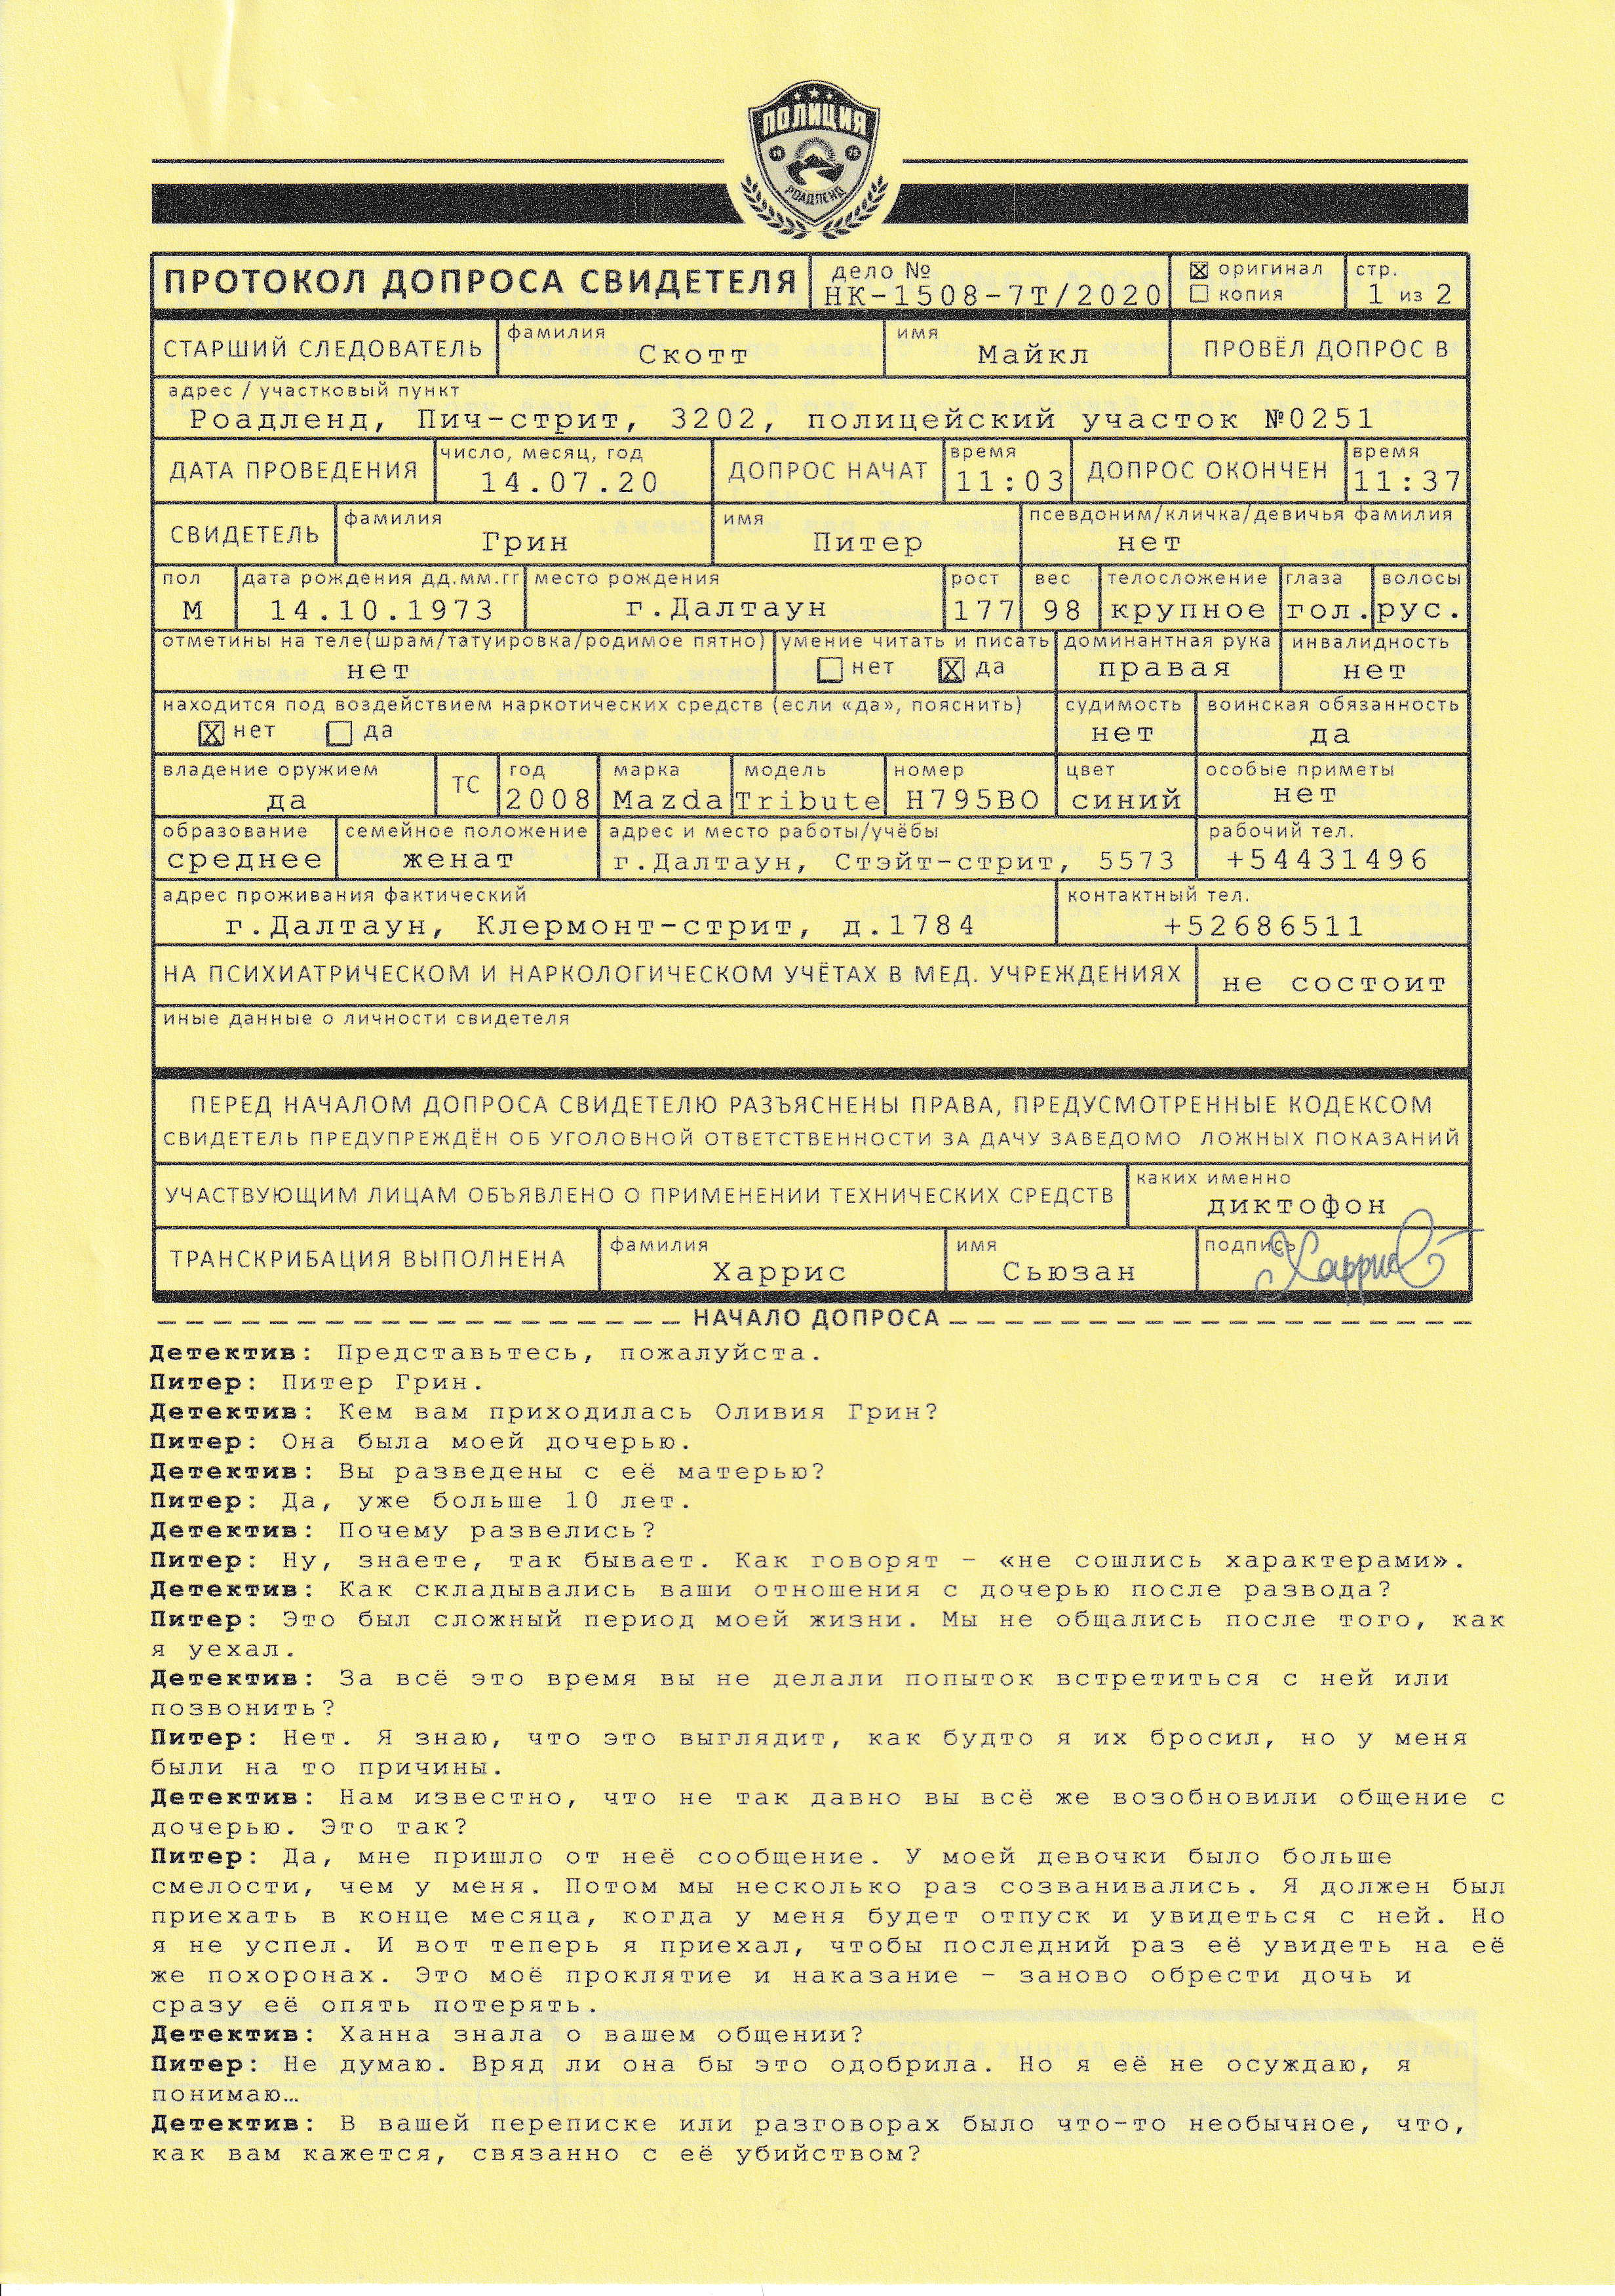 ПОЛИЦИЯ
РОАДЛЕНД
ПРОТОКОЛ ДОПРОСА СВИДЕТЕЛЯ дело № НК-1508-7Т/2020 ☒ оригинал ☐ копия стр. 1 из 2
СТАРШИЙ СЛЕДОВАТЕЛЬ фамилия Скотт имя Майкл ПРОВЁЛ ДОПРОС В
адрес / участковый пункт
Роадленд, Пич-стрит, 3202, полицейский участок №0251
ДАТА ПРОВЕДЕНИЯ число, месяц, год 14.07.20 ДОПРОС НАЧАТ время 11:03 ДОПРОС ОКОНЧЕН время 11:37
СВИДЕТЕЛЬ фамилия Грин имя Питер псевдоним/кличка/девичья фамилия нет
пол М дата рождения дд.мм.гг 14.10.1973 место рождения г.Далтаун рост 177 вес 98 телосложение крупное глаза гол. волосы рус.
отметины на теле(шрам/татуировка/родимое пятно) нет умение читать и писать ☐ нет ☒ да доминантная рука правая инвалидность нет
находится под воздействием наркотических средств (если «да», пояснить) ☒ нет ☐ да судимость нет воинская обязанность да
владение оружием да ТС год 2008 марка Mazda модель Tribute номер Н795ВО цвет синий особые приметы нет
образование среднее семейное положение женат адрес и место работы/учёбы г.Далтаун, Стэйт-стрит, 5573 рабочий тел. +54431496
адрес проживания фактический г.Далтаун, Клермонт-стрит, д.1784 контактный тел. +52686511
НА ПСИХИАТРИЧЕСКОМ И НАРКОЛОГИЧЕСКОМ УЧЁТАХ В МЕД. УЧРЕЖДЕНИЯХ не состоит
иные данные о личности свидетеля
ПЕРЕД НАЧАЛОМ ДОПРОСА СВИДЕТЕЛЮ РАЗЪЯСНЕНЫ ПРАВА, ПРЕДУСМОТРЕННЫЕ КОДЕКСОМ
СВИДЕТЕЛЬ ПРЕДУПРЕЖДЁН ОБ УГОЛОВНОЙ ОТВЕТСТВЕННОСТИ ЗА ДАЧУ ЗАВЕДОМО ЛОЖНЫХ ПОКАЗАНИЙ
УЧАСТВУЮЩИМ ЛИЦАМ ОБЪЯВЛЕНО О ПРИМЕНЕНИИ ТЕХНИЧЕСКИХ СРЕДСТВ каких именно диктофон
ТРАНСКРИБАЦИЯ ВЫПОЛНЕНА фамилия Харрис имя Сьюзан подпись Харрис
НАЧАЛО ДОПРОСА
Детектив: Представьтесь, пожалуйста.
Питер: Питер Грин.
Детектив: Кем вам приходилась Оливия Грин?
Питер: Она была моей дочерью.
Детектив: Вы разведены с её матерью?
Питер: Да, уже больше 10 лет.
Детектив: Почему развелись?
Питер: Ну, знаете, так бывает. Как говорят – «не сошлись характерами».
Детектив: Как складывались ваши отношения с дочерью после развода?
Питер: Это был сложный период моей жизни. Мы не общались после того, как
я уехал.
Детектив: За всё это время вы не делали попыток встретиться с ней или
позвонить?
Питер: Нет. Я знаю, что это выглядит, как будто я их бросил, но у меня
были на то причины.
Детектив: Нам известно, что не так давно вы всё же возобновили общение с
дочерью. Это так?
Питер: Да, мне пришло от неё сообщение. У моей девочки было больше
смелости, чем у меня. Потом мы несколько раз созванивались. Я должен был
приехать в конце месяца, когда у меня будет отпуск и увидеться с ней. Но
я не успел. И вот теперь я приехал, чтобы последний раз её увидеть на её
же похоронах. Это моё проклятие и наказание – заново обрести дочь и
сразу её опять потерять.
Детектив: Ханна знала о вашем общении?
Питер: Не думаю. Вряд ли она бы это одобрила. Но я её не осуждаю, я
понимаю…
Детектив: В вашей переписке или разговорах было что-то необычное, что,
как вам кажется, связанно с её убийством?